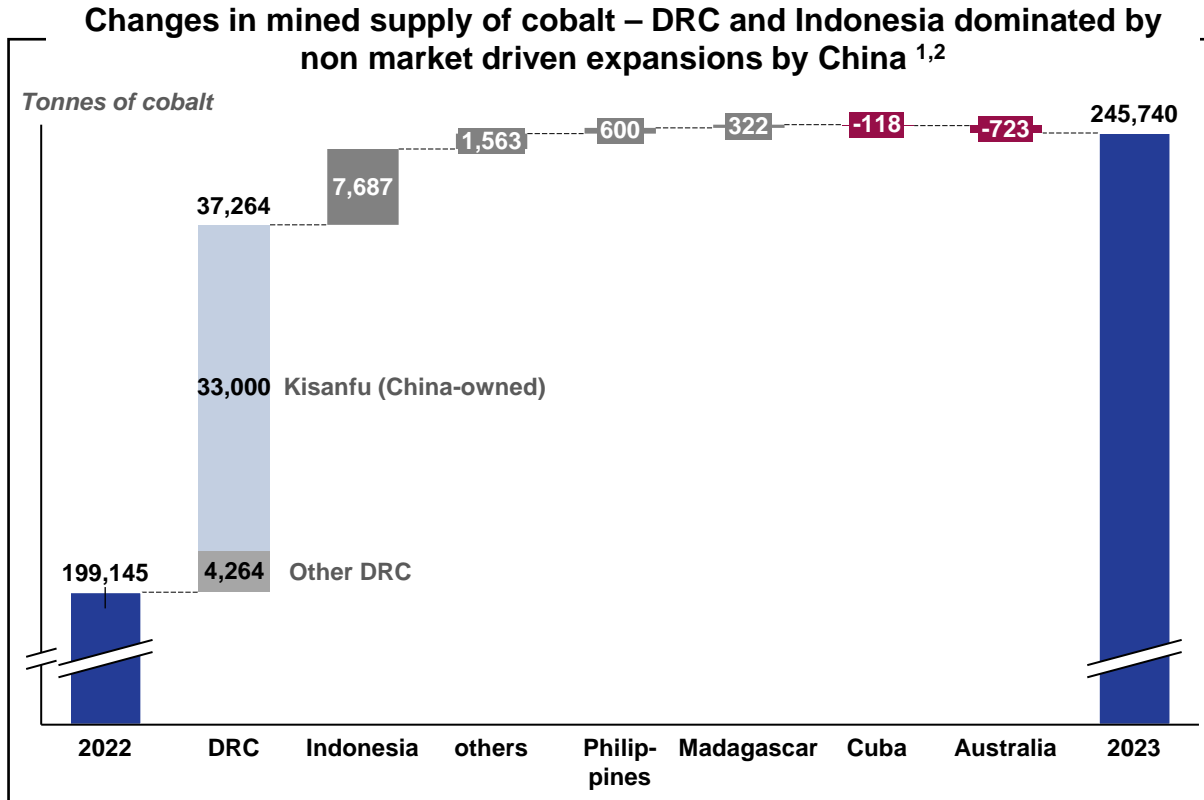 Changes in mined supply of cobalt – DRC and Indonesia dominated by
non market driven expansions by China 1,2
Tonnes of cobalt
199,145
37,264
33,000 Kisanfu (China-owned)
4,264 Other DRC
7,687
1,563
600
322
-118
-723
245,740
2022 DRC Indonesia others Philip- Madagascar Cuba Australia 2023
pines